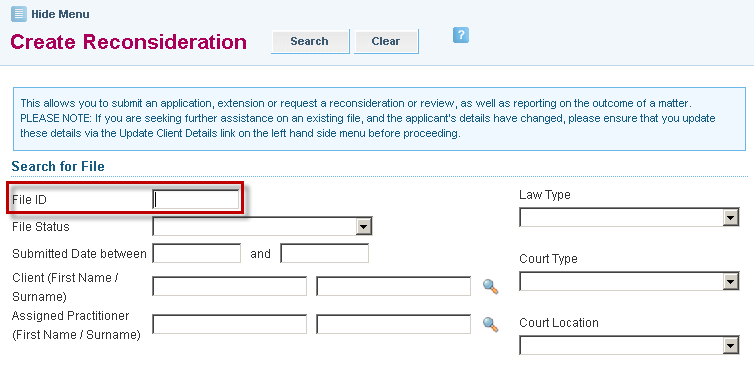 Hide Menu
Create Reconsideration
Search
Clear
?
This allows you to submit an application, extension or request a reconsideration or review, as well as reporting on the outcome of a matter.
PLEASE NOTE: If you are seeking further assistance on an existing file, and the applicant's details have changed, please ensure that you update
these details via the Update Client Details link on the left hand side menu before proceeding.
Search for File
File ID
File Status
Submitted Date between
and
Client (First Name /
Surname)
Assigned Practitioner
(First Name / Surname)
Law Type
Court Type
Court Location